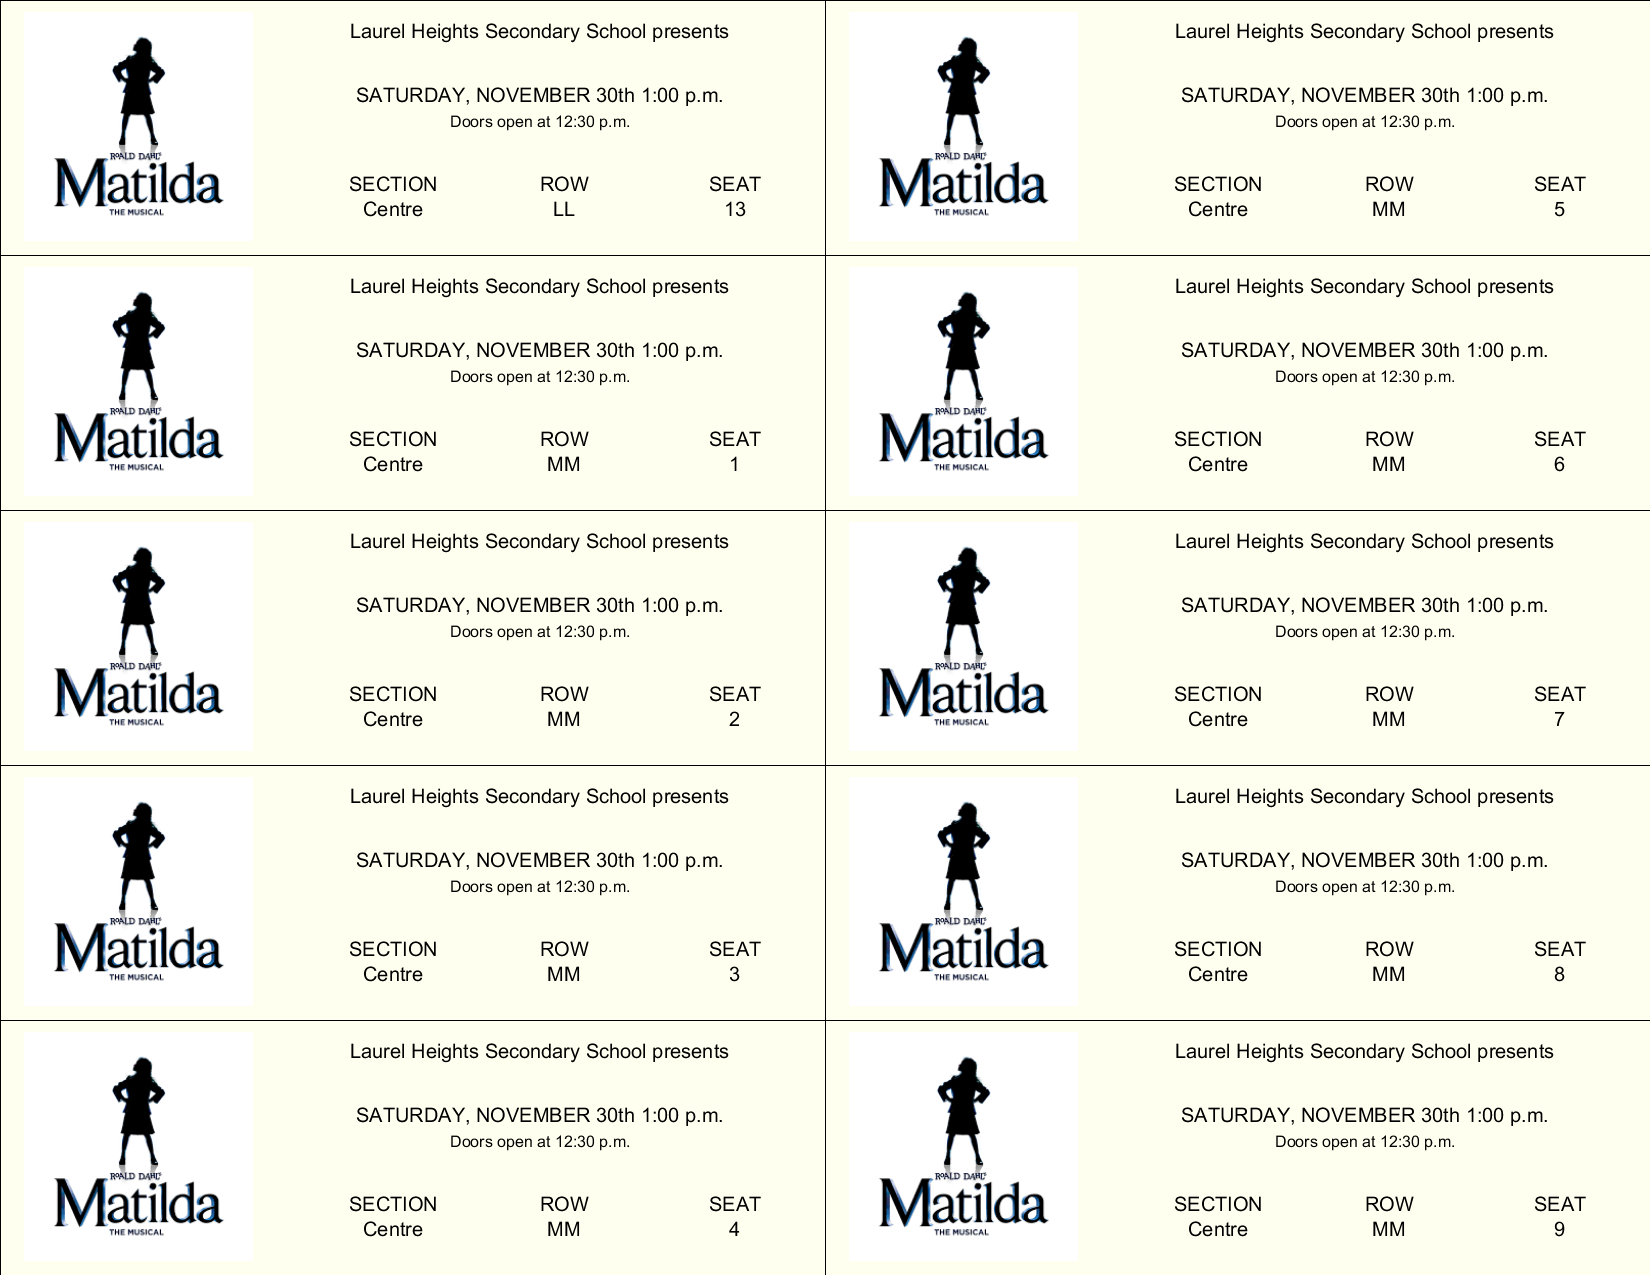 Laurel Heights Secondary School presents
SATURDAY, NOVEMBER 30th 1:00 p.m.
Doors open at 12:30 p.m.
ROALD DAHL'S
Matilda
THE MUSICAL
SECTION ROW SEAT
Centre LL 13
Laurel Heights Secondary School presents
SATURDAY, NOVEMBER 30th 1:00 p.m.
Doors open at 12:30 p.m.
ROALD DAHL'S
Matilda
THE MUSICAL
SECTION ROW SEAT
Centre MM 5
Laurel Heights Secondary School presents
SATURDAY, NOVEMBER 30th 1:00 p.m.
Doors open at 12:30 p.m.
ROALD DAHL'S
Matilda
THE MUSICAL
SECTION ROW SEAT
Centre MM 1
Laurel Heights Secondary School presents
SATURDAY, NOVEMBER 30th 1:00 p.m.
Doors open at 12:30 p.m.
ROALD DAHL'S
Matilda
THE MUSICAL
SECTION ROW SEAT
Centre MM 6
Laurel Heights Secondary School presents
SATURDAY, NOVEMBER 30th 1:00 p.m.
Doors open at 12:30 p.m.
ROALD DAHL'S
Matilda
THE MUSICAL
SECTION ROW SEAT
Centre MM 2
Laurel Heights Secondary School presents
SATURDAY, NOVEMBER 30th 1:00 p.m.
Doors open at 12:30 p.m.
ROALD DAHL'S
Matilda
THE MUSICAL
SECTION ROW SEAT
Centre MM 7
Laurel Heights Secondary School presents
SATURDAY, NOVEMBER 30th 1:00 p.m.
Doors open at 12:30 p.m.
ROALD DAHL'S
Matilda
THE MUSICAL
SECTION ROW SEAT
Centre MM 3
Laurel Heights Secondary School presents
SATURDAY, NOVEMBER 30th 1:00 p.m.
Doors open at 12:30 p.m.
ROALD DAHL'S
Matilda
THE MUSICAL
SECTION ROW SEAT
Centre MM 8
Laurel Heights Secondary School presents
SATURDAY, NOVEMBER 30th 1:00 p.m.
Doors open at 12:30 p.m.
ROALD DAHL'S
Matilda
THE MUSICAL
SECTION ROW SEAT
Centre MM 4
Laurel Heights Secondary School presents
SATURDAY, NOVEMBER 30th 1:00 p.m.
Doors open at 12:30 p.m.
ROALD DAHL'S
Matilda
THE MUSICAL
SECTION ROW SEAT
Centre MM 9